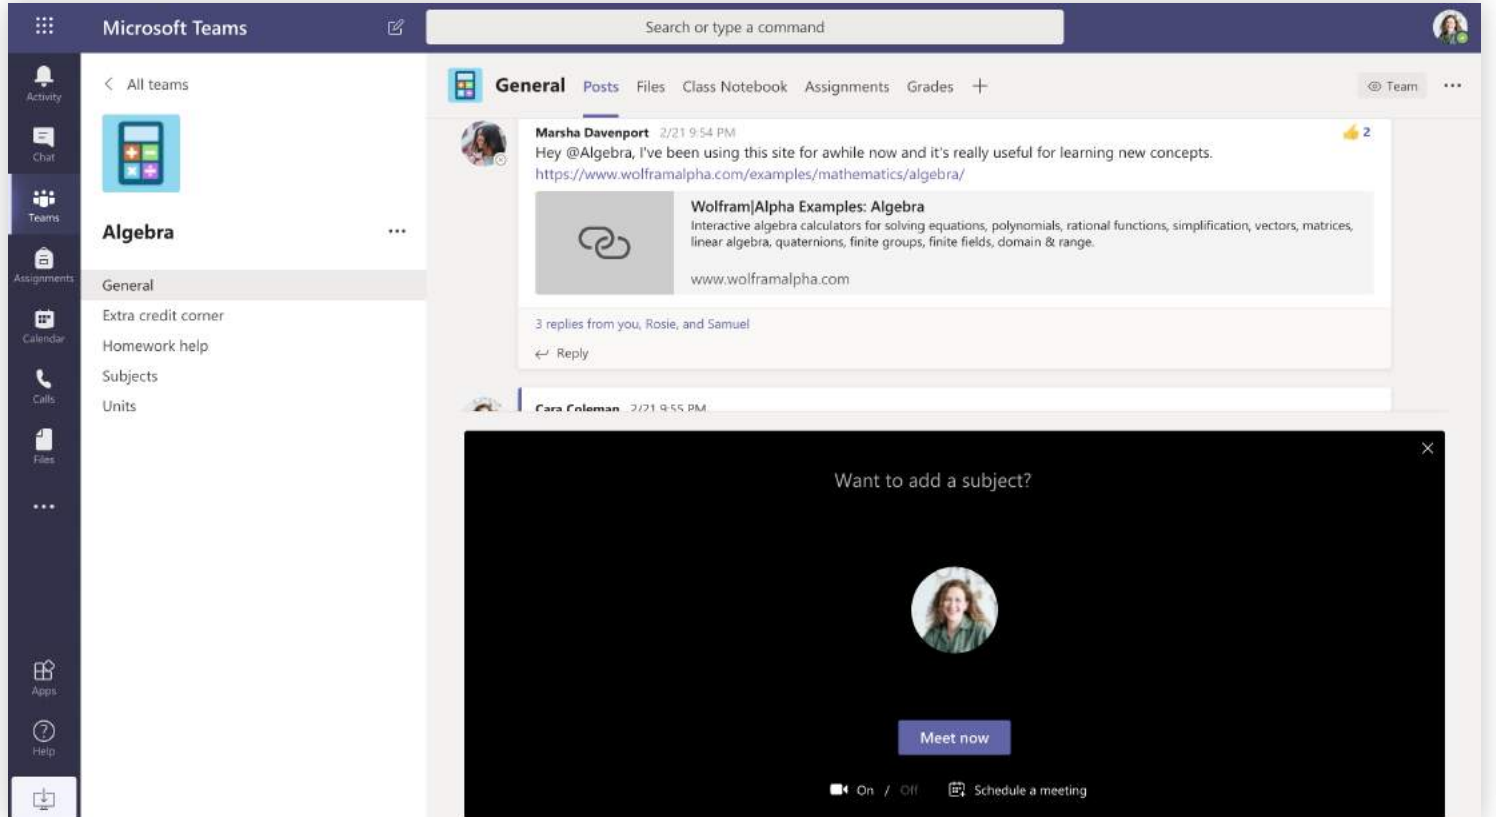 Microsoft Teams
Search or type a command
Activity
Chat
Teams
Assignments
Calendar
Calls
Files
Apps
Help
All teams
Algebra
General
Extra credit corner
Homework help
Subjects
Units
General Posts Files Class Notebook Assignments Grades
Team
Marsha Davenport 2/21 9:54 PM
2
Hey @Algebra, I've been using this site for awhile now and it's really useful for learning new concepts.
https://www.wolframalpha.com/examples/mathematics/algebra/
Wolfram|Alpha Examples: Algebra
Interactive algebra calculators for solving equations, polynomials, rational functions, simplification, vectors, matrices,
linear algebra, quaternions, finite groups, finite fields, domain & range.
www.wolframalpha.com
3 replies from you, Rosie, and Samuel
Reply
Cara Coleman 2/21 9:55 PM
Want to add a subject?
Meet now
On / Off Schedule a meeting